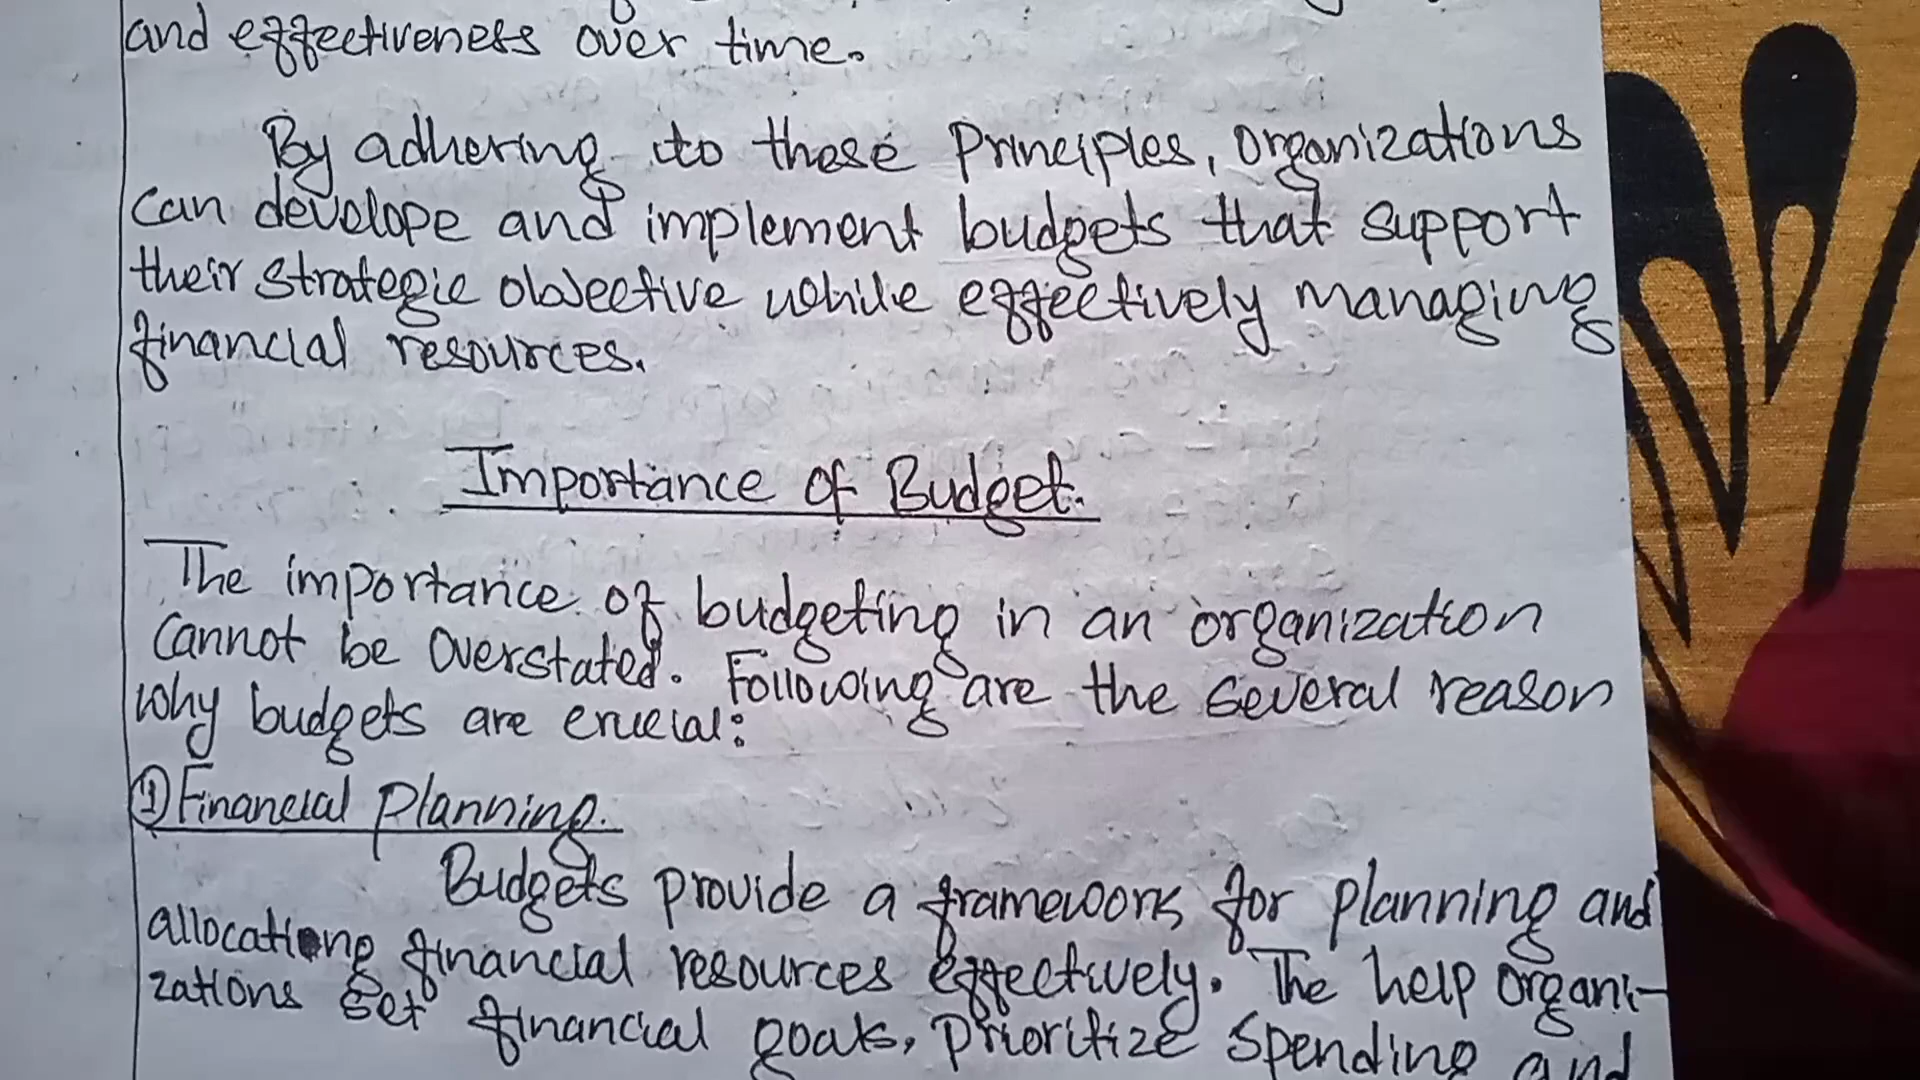 and effectiveness over time.
By adhering to these principles, organizations
can develope and implement budgets that support
their strategic objective while effectively managing
financial resources.
Importance of Budget.
The importance of budgeting in an organization
cannot be overstated. Following are the several reason
why budgets are crucial:
① Financial planning.
Budgets provide a framework for planning and
allocationg financial resources effectively. The help organi-
zations set financial goals, prioritize spending and